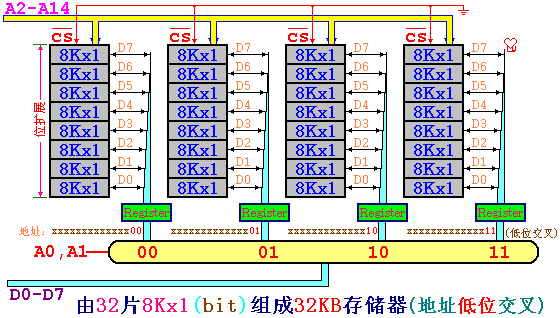 A2-A14
CS CS CS CS
8Kx1 D7 8Kx1 D7 8Kx1 D7 8Kx1 D7
8Kx1 D6 8Kx1 D6 8Kx1 D6 8Kx1 D6
8Kx1 D5 8Kx1 D5 8Kx1 D5 8Kx1 D5
8Kx1 D4 8Kx1 D4 8Kx1 D4 8Kx1 D4
8Kx1 D3 8Kx1 D3 8Kx1 D3 8Kx1 D3
8Kx1 D2 8Kx1 D2 8Kx1 D2 8Kx1 D2
8Kx1 D1 8Kx1 D1 8Kx1 D1 8Kx1 D1
8Kx1 D0 8Kx1 D0 8Kx1 D0 8Kx1 D0
位扩展
Register Register Register Register
地址: xxxxxxxxxxxxx00 xxxxxxxxxxxxx01 xxxxxxxxxxxxx10 xxxxxxxxxxxxx11 (低位交叉)
A0,A1 00 01 10 11
D0-D7
由32片8Kx1(bit)组成32KB存储器(地址低位交叉)